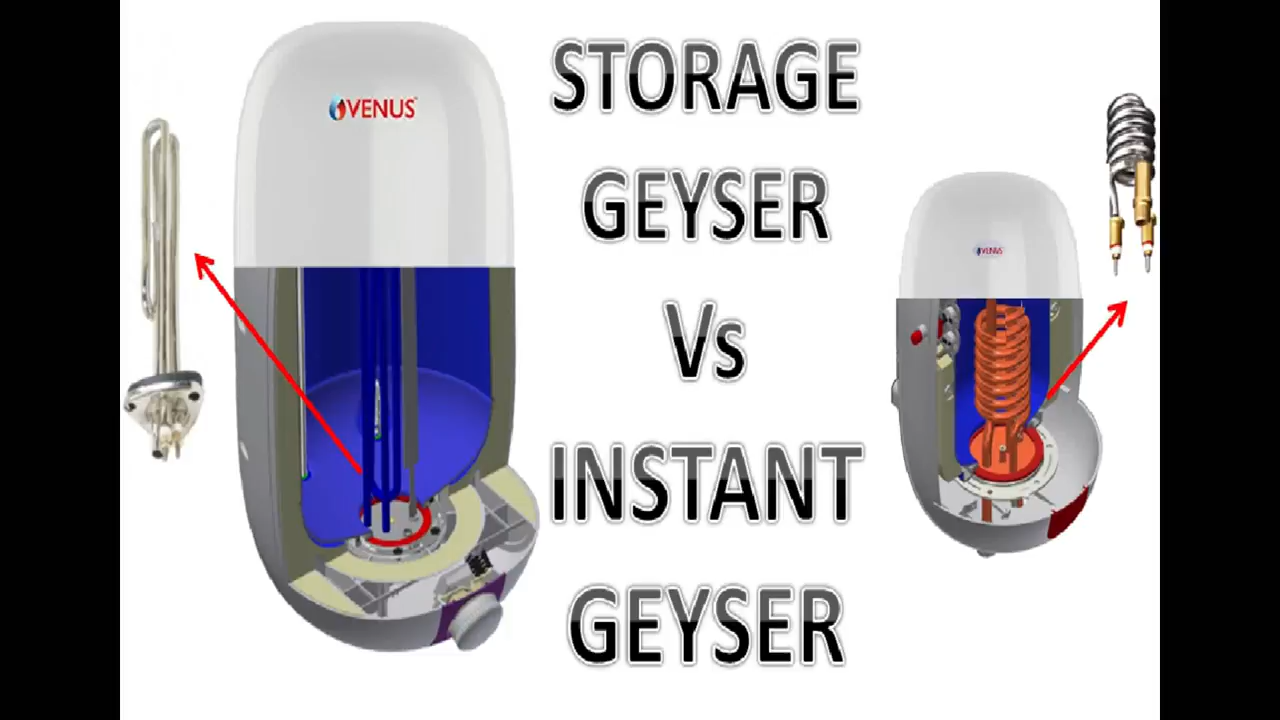 VENUS
STORAGE
GEYSER
Vs
INSTANT
GEYSER
VENUS